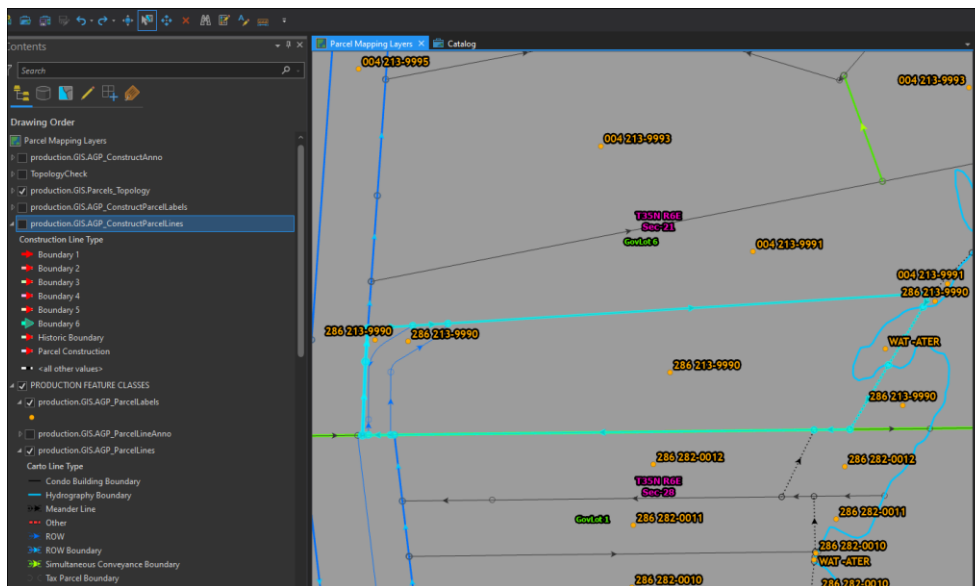 Contents
Search
Drawing Order
Parcel Mapping Layers
production.GIS.AGP_ConstructAnno
TopologyCheck
production.GIS.Parcels_Topology
production.GIS.AGP_ConstructParcelLabels
production.GIS.AGP_ConstructParcelLines
Construction Line Type
Boundary 1
Boundary 2
Boundary 3
Boundary 4
Boundary 5
Boundary 6
Historic Boundary
Parcel Construction
<all other values>
PRODUCTION FEATURE CLASSES
production.GIS.AGP_ParcelLabels
production.GIS.AGP_ParcelLineAnno
production.GIS.AGP_ParcelLines
Carto Line Type
Condo Building Boundary
Hydrography Boundary
Meander Line
Other
ROW
ROW Boundary
Simultaneous Conveyance Boundary
Tax Parcel Boundary
Parcel Mapping Layers
Catalog
004 213-9995
004 213-9993
004 213-9993
T35N R6E
Sec-21
GovLot 6
004 213-9991
004 213-9991
286 213-9990
286 213-9990
286 213-9990
WAT -ATER
286 213-9990
286 213-9990
286 282-0012
286 282-0012
T35N R6E
Sec-28
GovLot 1
286 282-0011
286 282-0011
286 282-0010
WAT -ATER
286 282-0010
286 282-0010